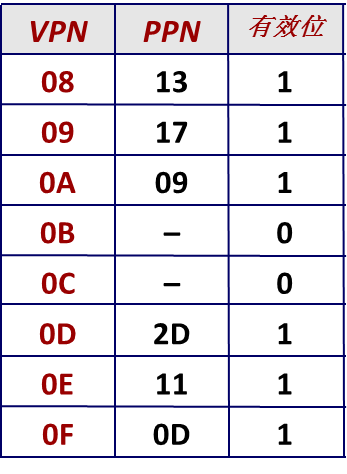 VPN PPN 有效位
08 13 1
09 17 1
0A 09 1
0B – 0
0C – 0
0D 2D 1
0E 11 1
0F 0D 1